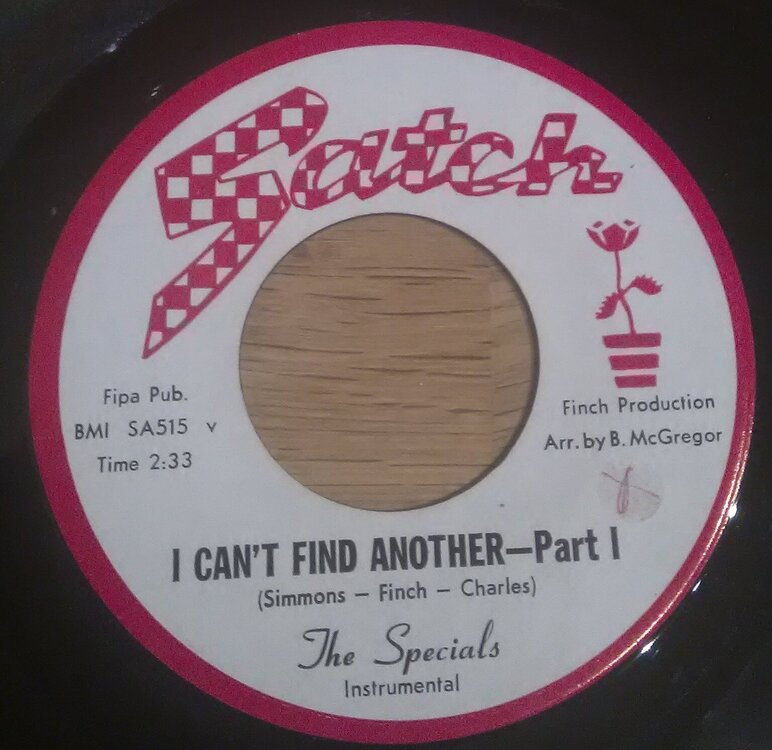 Satch
Fipa Pub.
BMI SA515 v
Time 2:33
Finch Production
Arr. by B. McGregor
I CAN'T FIND ANOTHER—Part I
(Simmons – Finch – Charles)
The Specials
Instrumental